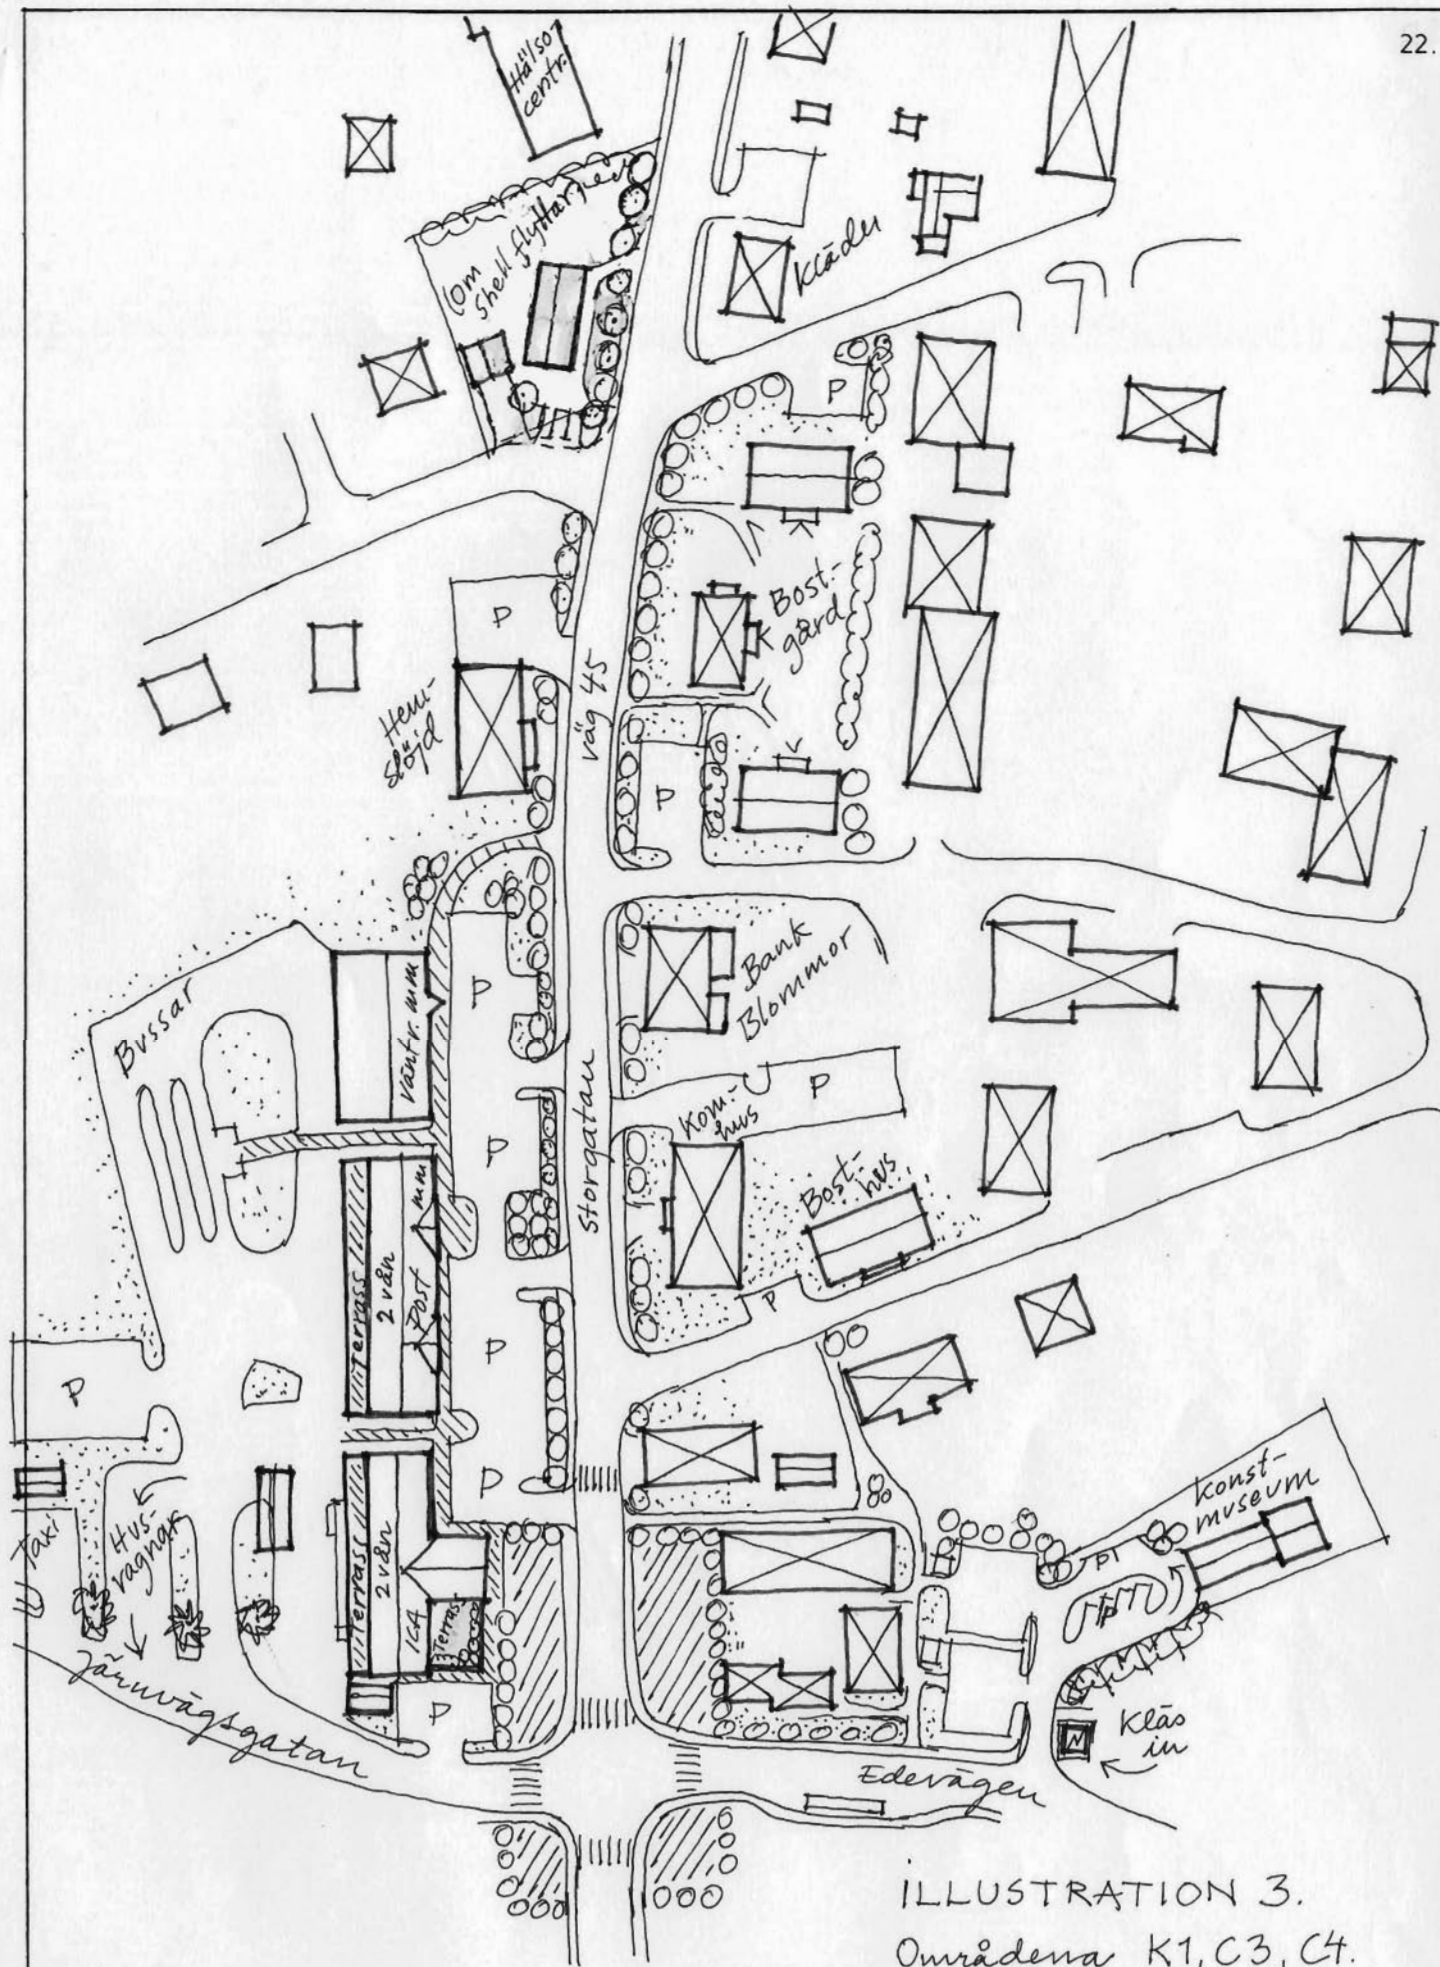 22.
Hälso-
centr.
(om
Shell flyttar ned
Kläder
P
Bost.-
gård
P
väg 45
Hemi-
slöjd
P
Bank
Blommor
Bussar
väntr. mm
P
Storgatan
P
Kom.-
hus
P
Bost.-
hus
P
terrass
2 vån
Post
mm
P
P
P
Taxi
Hus-
vagnar
terrass
2 vån
ICA
Terrass
P
Järnvägsgatan
Konst-
museum
P
P
Kläs
in
Edevägen
ILLUSTRATION 3.
Områdena K1, C3, C4.